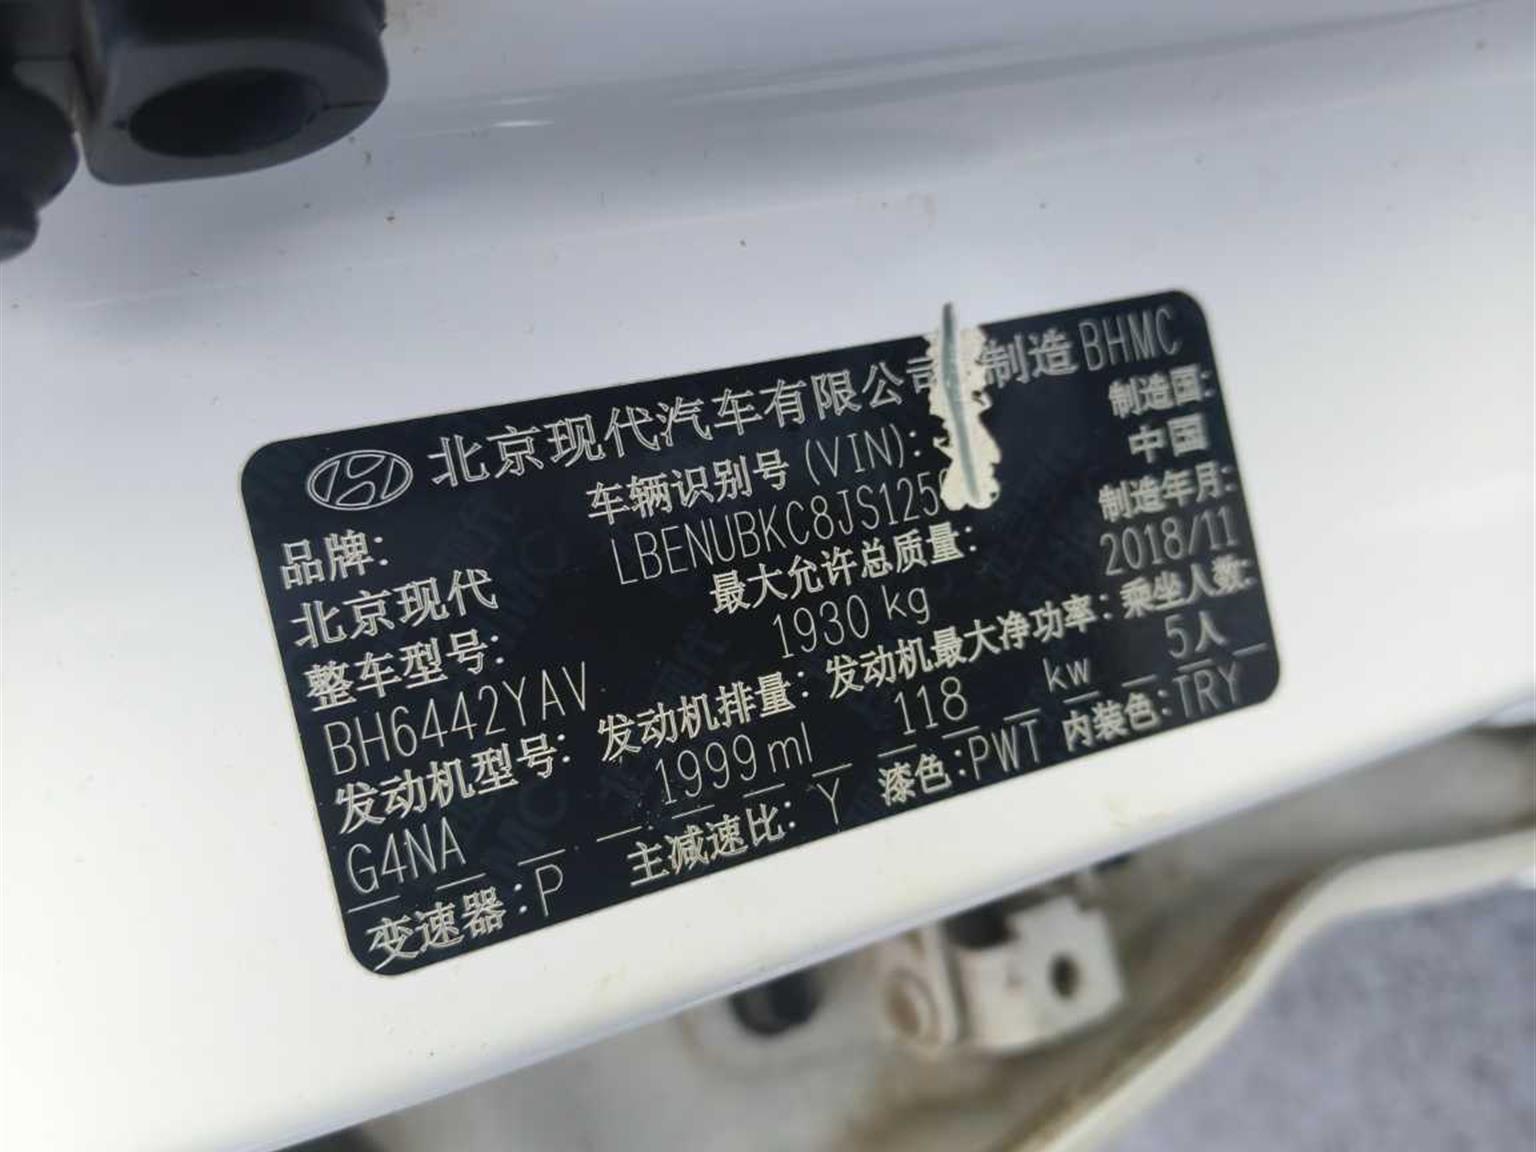 北京现代汽车有限公司 制造 BHMC
品牌: 车辆识别号(VIN): 制造国:
北京现代 LBENUBKC8JS125 中国
整车型号: 最大允许总质量: 制造年月:
BH6442YAV 1930 kg 2018/11
发动机型号: 发动机排量: 发动机最大净功率: 乘坐人数:
G4NA 1999 ml 118 kw 5人
变速器: P 主减速比: Y 漆色: PWT 内装色: TRY